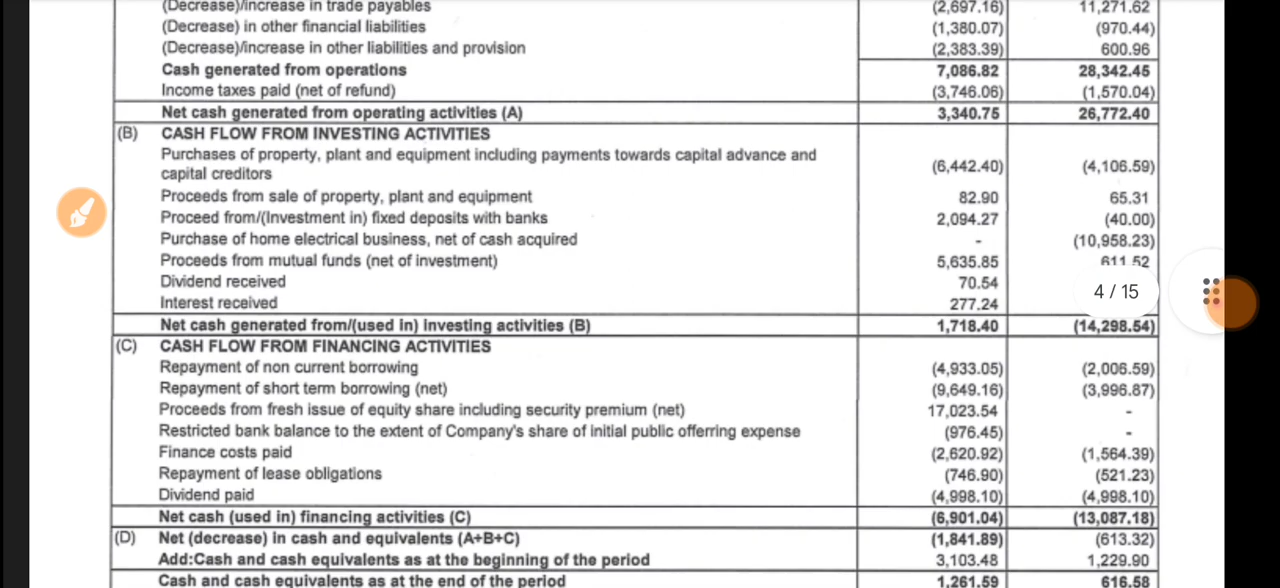 (Decrease)/increase in trade payables (2,697.16) 11,271.62
(Decrease) in other financial liabilities (1,380.07) (970.44)
(Decrease)/increase in other liabilities and provision (2,383.39) 600.96
Cash generated from operations 7,086.82 28,342.45
Income taxes paid (net of refund) (3,746.06) (1,570.04)
Net cash generated from operating activities (A) 3,340.75 26,772.40
(B) CASH FLOW FROM INVESTING ACTIVITIES
Purchases of property, plant and equipment including payments towards capital advance and
capital creditors (6,442.40) (4,106.59)
Proceeds from sale of property, plant and equipment 82.90 65.31
Proceed from/(Investment in) fixed deposits with banks 2,094.27 (40.00)
Purchase of home electrical business, net of cash acquired - (10,958.23)
Proceeds from mutual funds (net of investment) 5,635.85 611.52
Dividend received 70.54
4 / 15
Interest received 277.24
Net cash generated from/(used in) investing activities (B) 1,718.40 (14,298.54)
(C) CASH FLOW FROM FINANCING ACTIVITIES
Repayment of non current borrowing (4,933.05) (2,006.59)
Repayment of short term borrowing (net) (9,649.16) (3,996.87)
Proceeds from fresh issue of equity share including security premium (net) 17,023.54 -
Restricted bank balance to the extent of Company's share of initial public offerring expense (976.45) -
Finance costs paid (2,620.92) (1,564.39)
Repayment of lease obligations (746.90) (521.23)
Dividend paid (4,998.10) (4,998.10)
Net cash (used in) financing activities (C) (6,901.04) (13,087.18)
(D) Net (decrease) in cash and equivalents (A+B+C) (1,841.89) (613.32)
Add:Cash and cash equivalents as at the beginning of the period 3,103.48 1,229.90
Cash and cash equivalents as at the end of the period 1,261.59 616.58